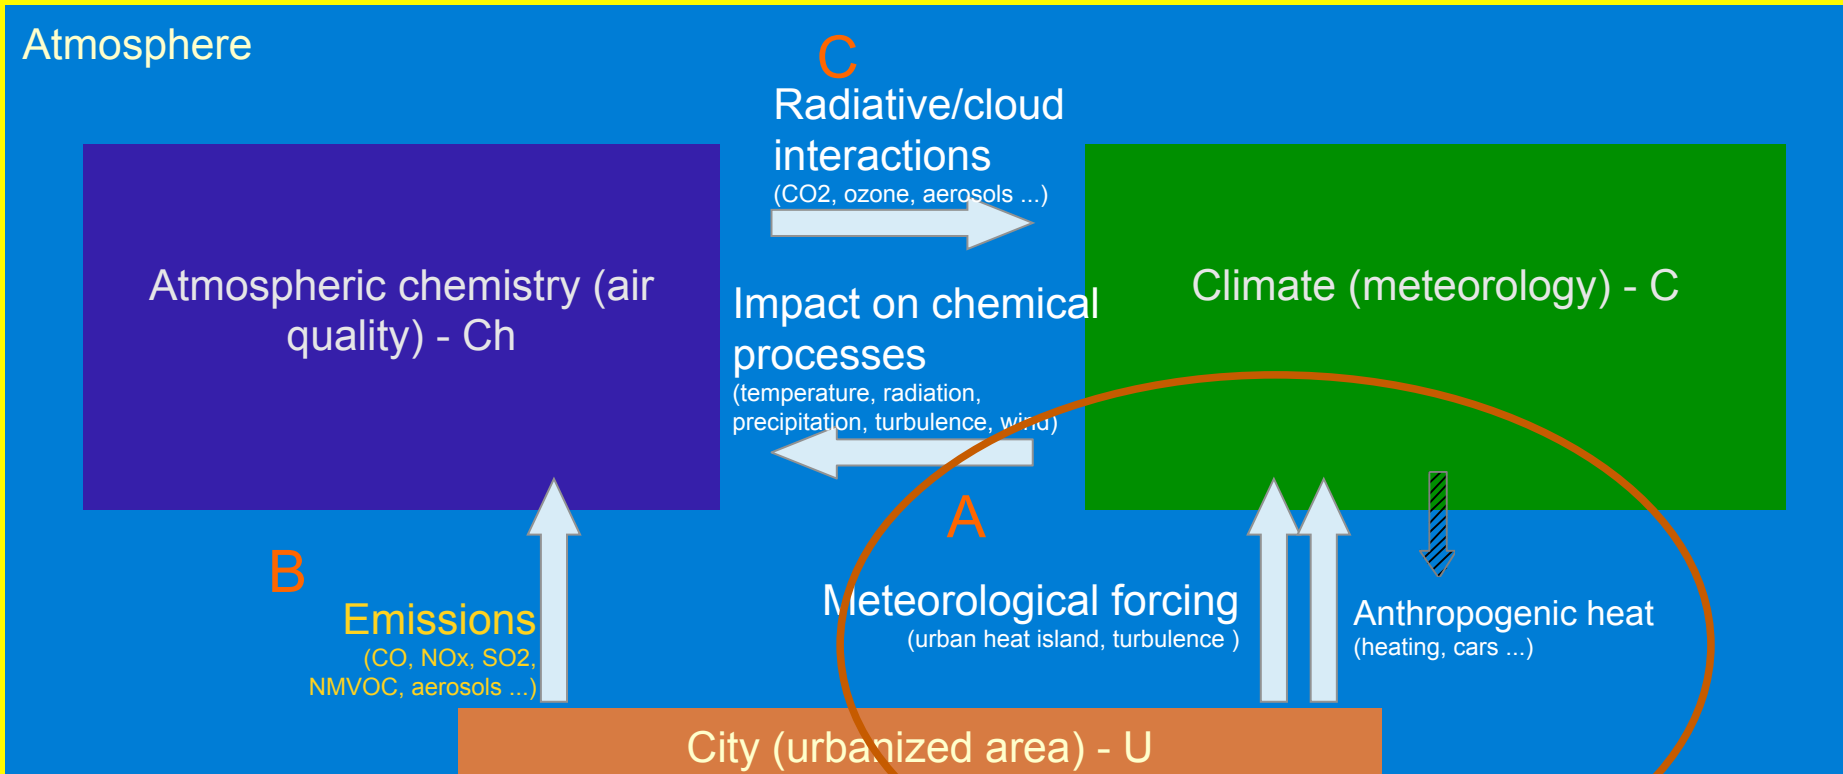 Atmosphere
C
Radiative/cloud
interactions
(CO2, ozone, aerosols ...)
Atmospheric chemistry (air
quality) - Ch
Climate (meteorology) - C
Impact on chemical
processes
(temperature, radiation,
precipitation, turbulence, wind)
A
B
Emissions
(CO, NOx, SO2,
NMVOC, aerosols ...)
Meteorological forcing
(urban heat island, turbulence )
Anthropogenic heat
(heating, cars ...)
City (urbanized area) - U